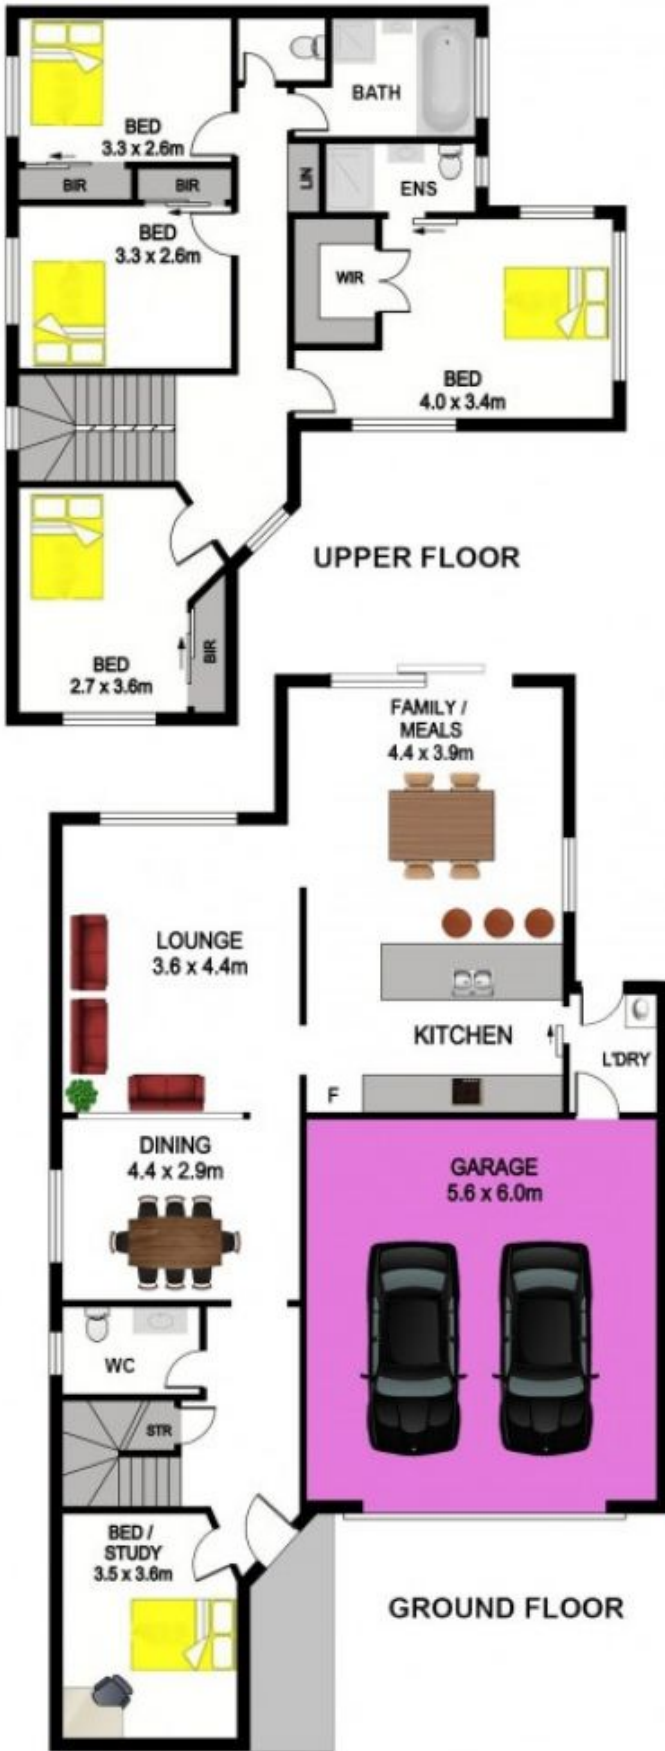 BATH
BED
3.3 x 2.6m
BIR
BIR
LIN
ENS
BED
3.3 x 2.6m
WIR
BED
4.0 x 3.4m
UPPER FLOOR
BED
2.7 x 3.6m
BIR
FAMILY /
MEALS
4.4 x 3.9m
LOUNGE
3.6 x 4.4m
KITCHEN
L'DRY
F
DINING
4.4 x 2.9m
GARAGE
5.6 x 6.0m
WC
STR
BED /
STUDY
3.5 x 3.6m
GROUND FLOOR